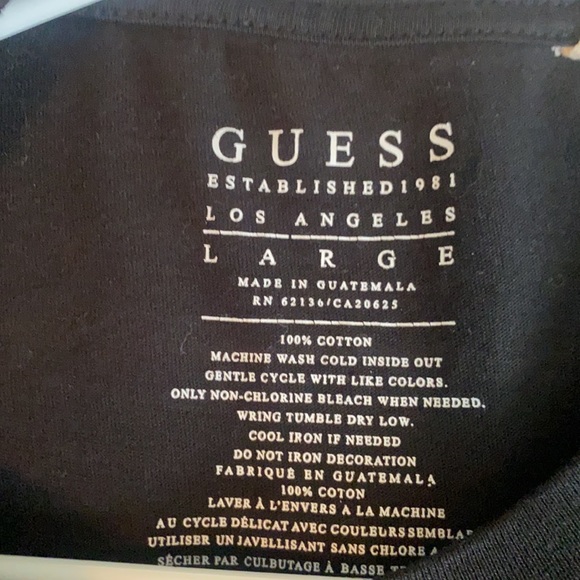 GUESS
ESTABLISHED 1981
LOS ANGELES
LARGE
MADE IN GUATEMALA
RN 62136/CA20625
100% COTTON
MACHINE WASH COLD INSIDE OUT
GENTLE CYCLE WITH LIKE COLORS.
ONLY NON-CHLORINE BLEACH WHEN NEEDED.
WRING TUMBLE DRY LOW.
COOL IRON IF NEEDED
DO NOT IRON DECORATION
FABRIQUÉ EN GUATEMALA
100% COTON
LAVER À L'ENVERS A LA MACHINE
AU CYCLE DÉLICAT AVEC COULEURS
UTILISER UN JAVELLISANT SANS CHLORE
SÉCHER PAR CULBUTAGE À BASSE